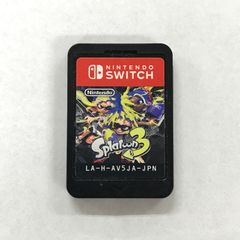 NINTENDO
SWITCH
Nintendo
Splatoon 3
LA-H-AV5JA-JPN